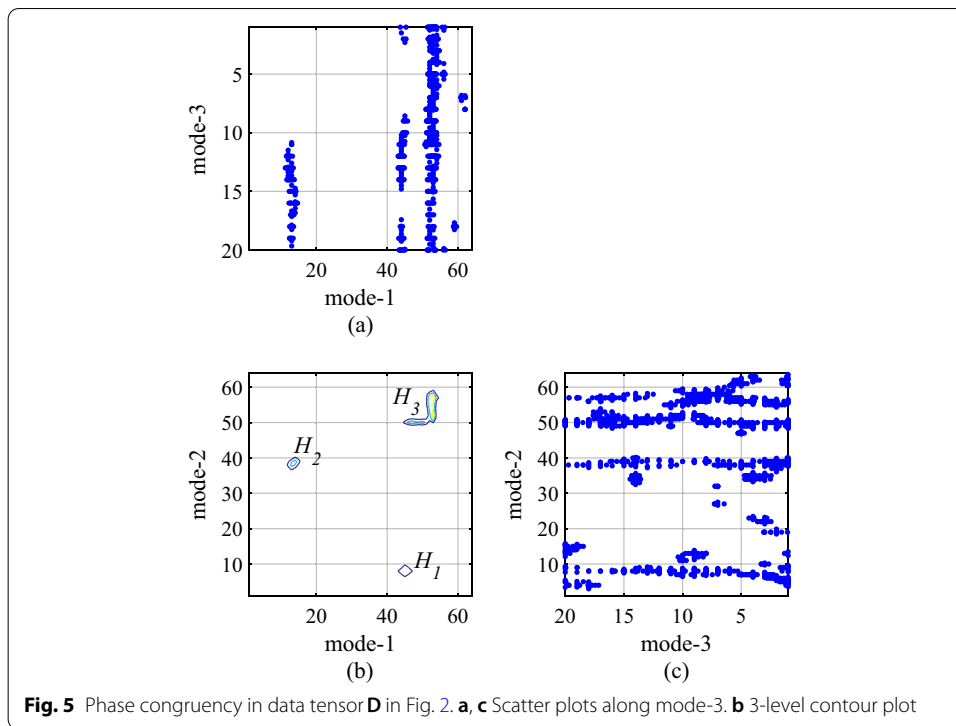 5
10
15
20
mode-3
20 40 60
mode-1
(a)
60
50
40
30
20
10
mode-2
H3
H2
H1
20 40 60
mode-1
(b)
60
50
40
30
20
10
mode-2
20 15 10 5
mode-3
(c)
Fig. 5 Phase congruency in data tensor D in Fig. 2. a, c Scatter plots along mode-3. b 3-level contour plot